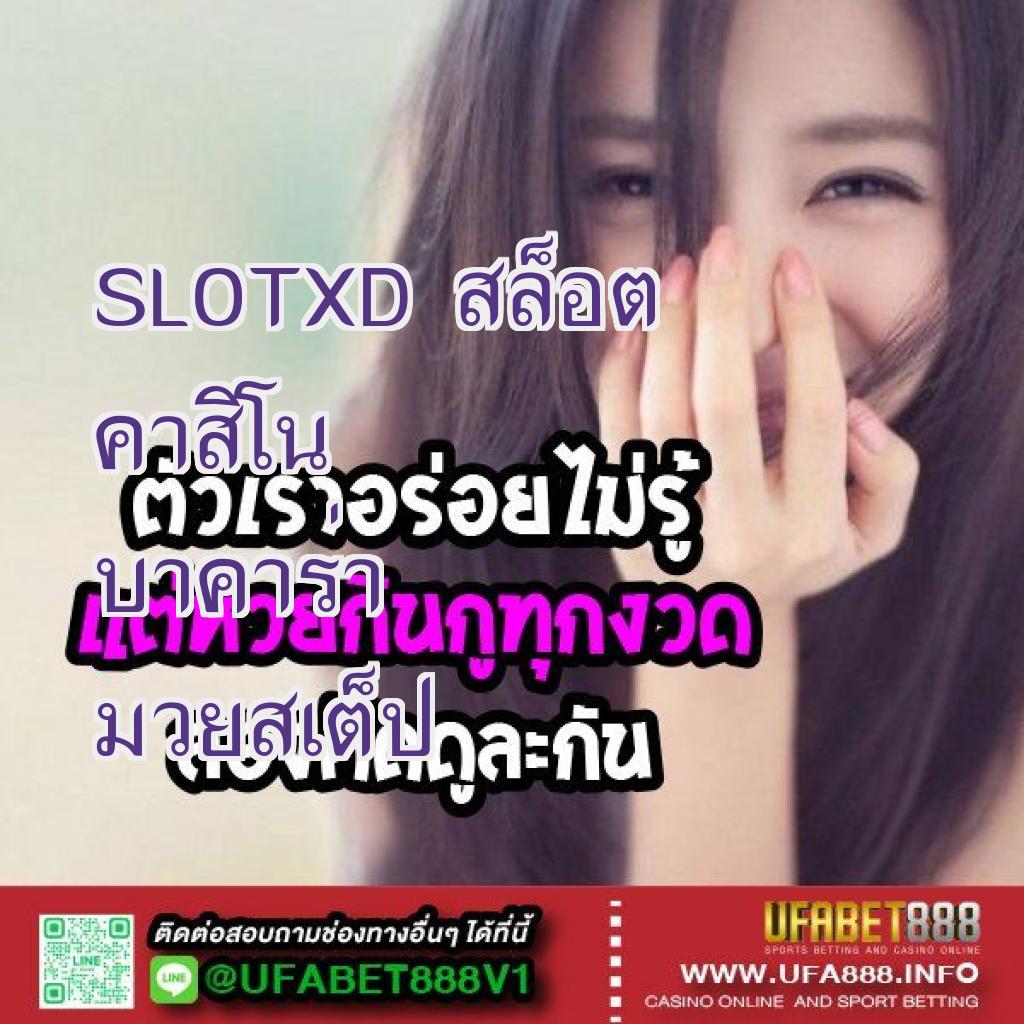 SLOTXD สล็อต
คาสิโน
ตัวเราอร่อยไม่รู้
บาคาร่า
แต่หวยกินกูทุกงวด
มวยสเต็ป
ดูละกัน
ติดต่อสอบถามช่องทางอื่นๆ ได้ที่นี่
LINE
LINE @UFABET888V1
UFABET888
SPORTS BETTING AND CASINO ONLINE
WWW.UFA888.INFO
CASINO ONLINE AND SPORT BETTING